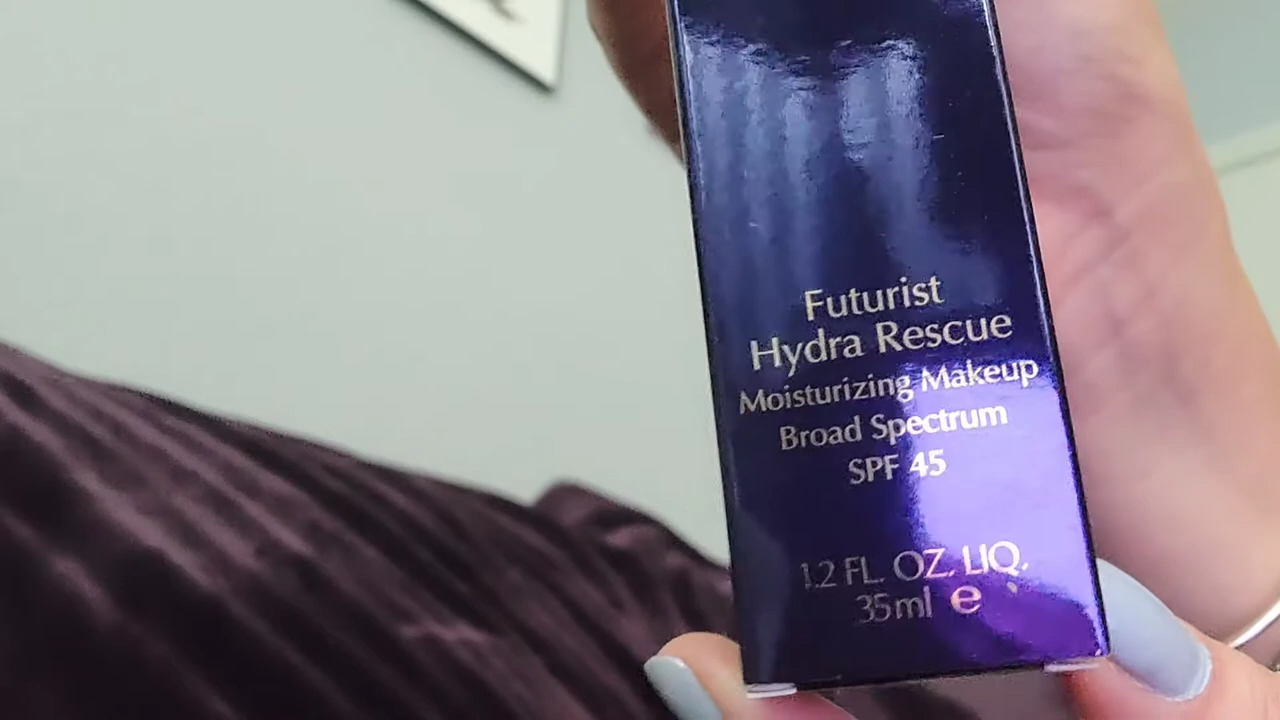 Futurist
Hydra Rescue
Moisturizing Makeup
Broad Spectrum
SPF 45
1.2 FL. OZ. LIQ.
35ml e